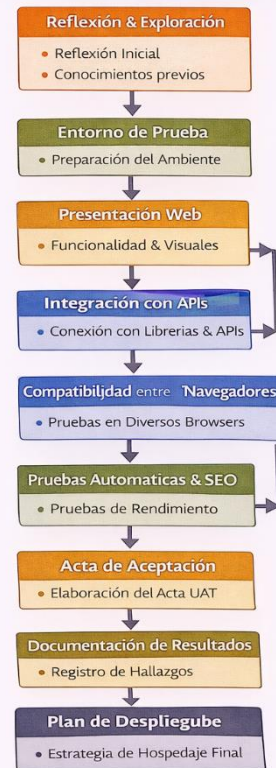 Reflexión & Exploración
• Reflexión Inicial
• Conocimientos previos
Entorno de Prueba
• Preparación del Ambiente
Presentación Web
• Funcionalidad & Visuales
Integración con APIs
• Conexión con Librerias & APIs
Compatibiljdad entre Navegadores
• Pruebas en Diversos Browsers
Pruebas Automaticas & SEO
• Pruebas de Rendimiento
Acta de Aceptación
• Elaboración del Acta UAT
Documentación de Resultados
• Registro de Hallazgos
Plan de Despliegube
• Estrategia de Hospedaje Final